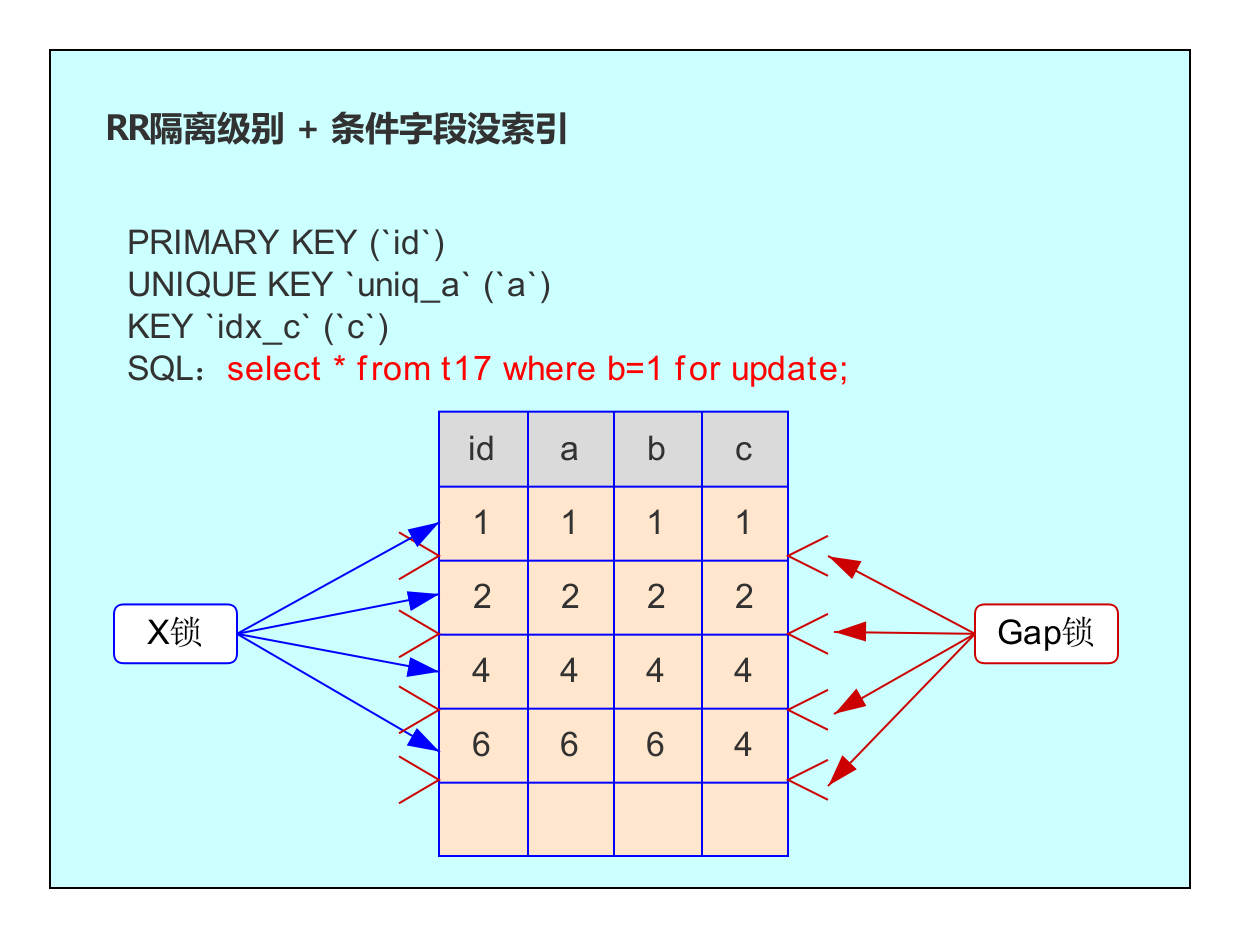 RR隔离级别 + 条件字段没索引
PRIMARY KEY (`id`)
UNIQUE KEY `uniq_a` (`a`)
KEY `idx_c` (`c`)
SQL：select * from t17 where b=1 for update;
id a b c
1 1 1 1
2 2 2 2
X锁
Gap锁
4 4 4 4
6 6 6 4